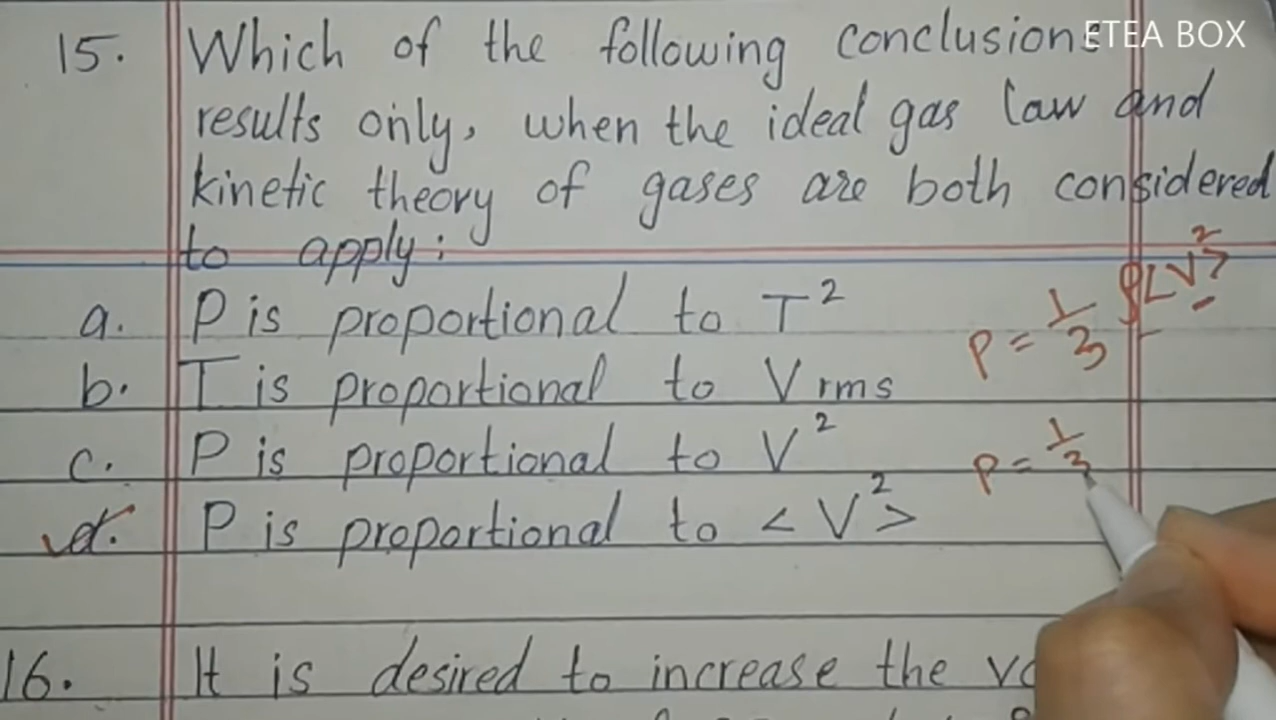 ETEA BOX
15. Which of the following conclusions
results only, when the ideal gas law and
kinetic theory of gases are both considered
to apply:
a. P is proportional to T²
b. T is proportional to Vrms
c. P is proportional to V²
d. P is proportional to <V²>
P = 1/3 ρ<V²>
P = 1/3
16. It is desired to increase the